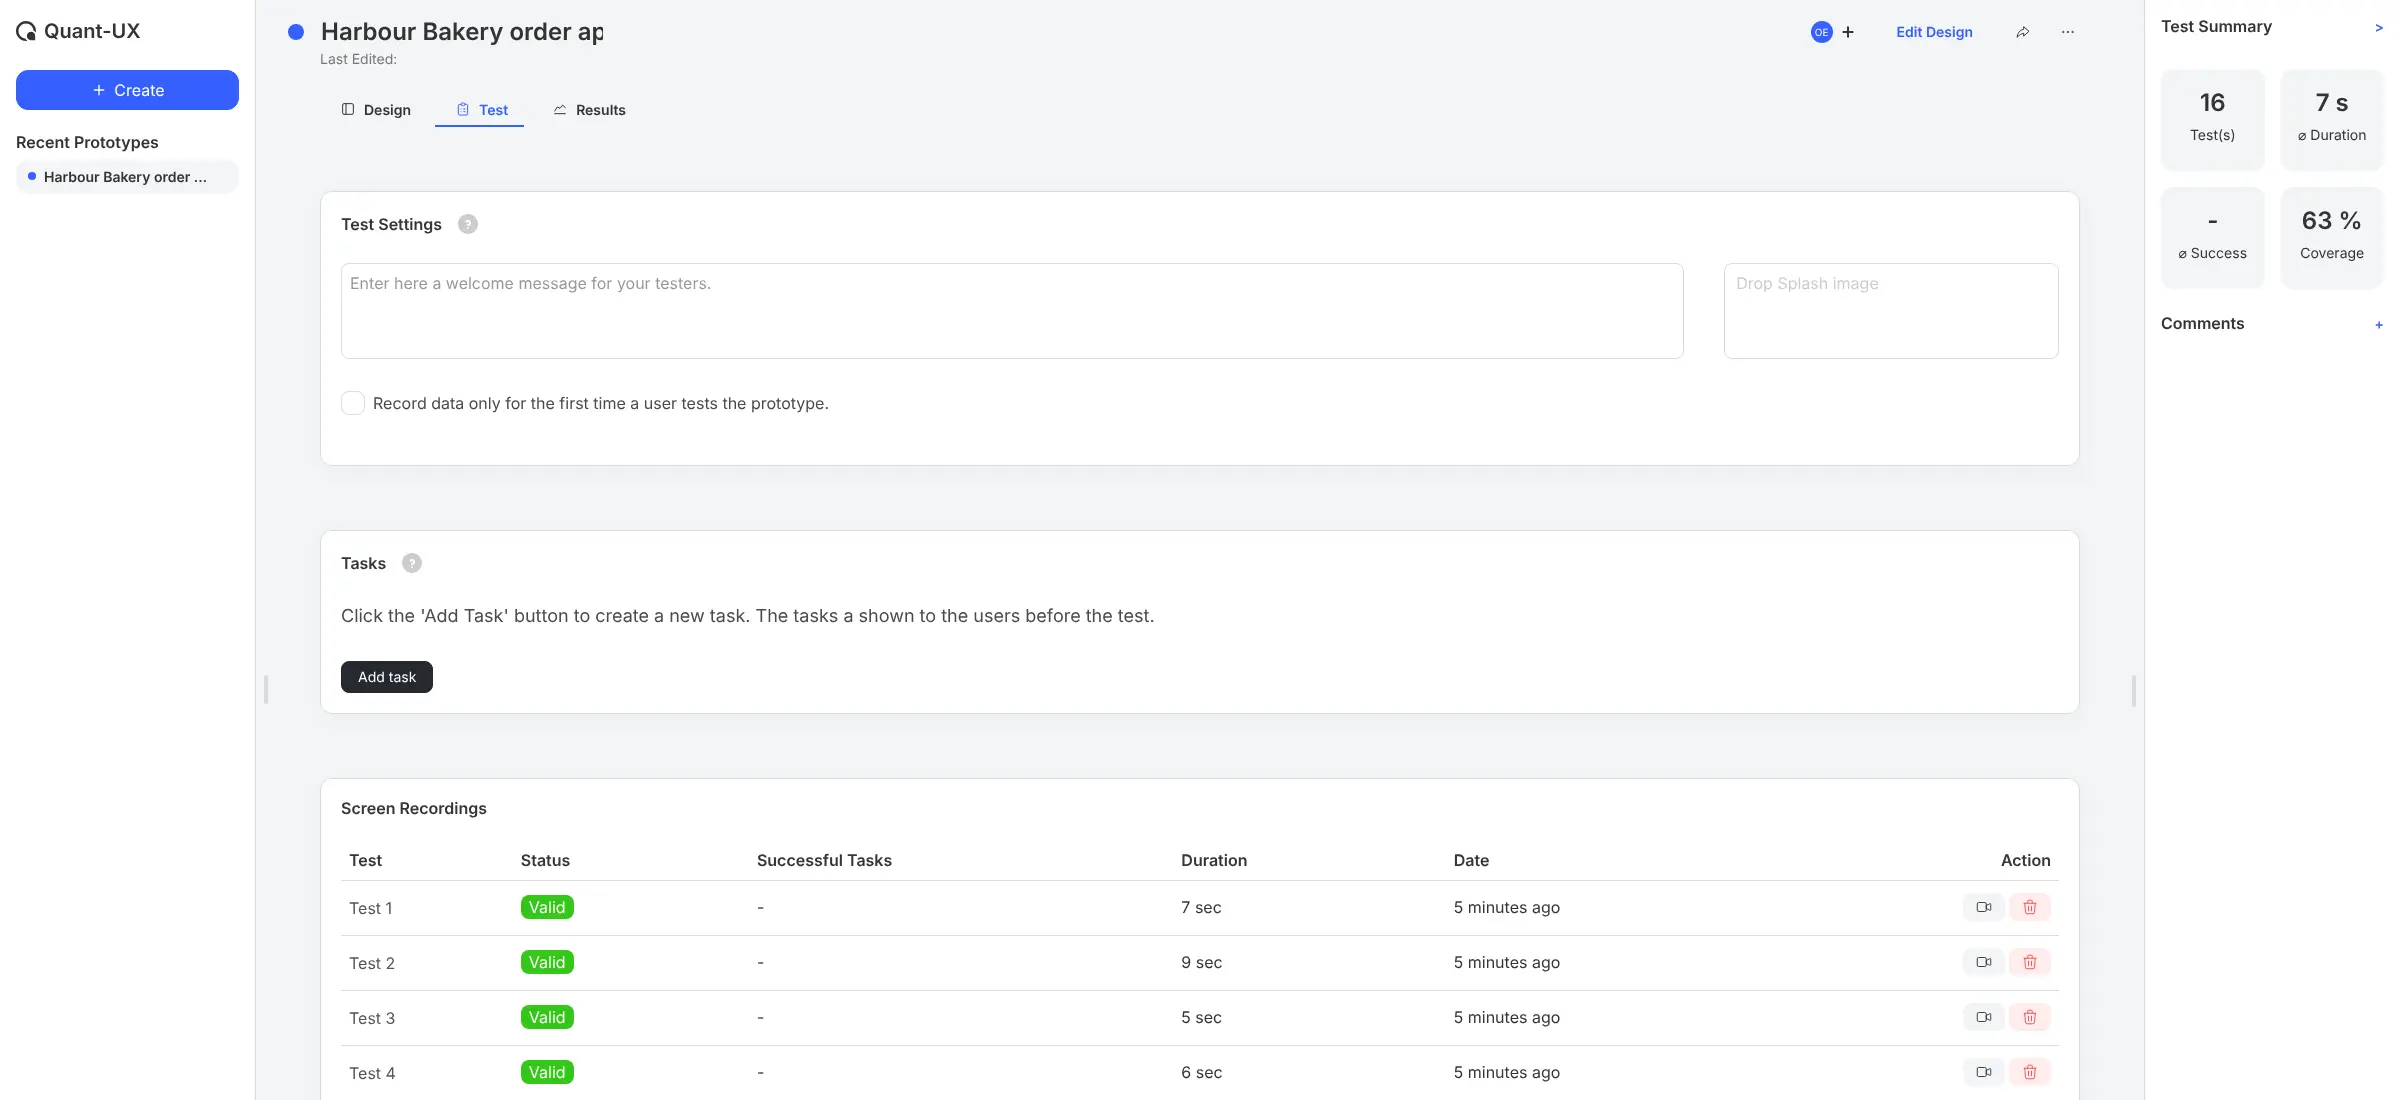 Quant-UX
+ Create
Recent Prototypes
Harbour Bakery order ...
Harbour Bakery order ap
Last Edited:
OE +
Edit Design
Design
Test
Results
Test Settings ?
Enter here a welcome message for your testers.
Drop Splash image
Record data only for the first time a user tests the prototype.
Tasks ?
Click the 'Add Task' button to create a new task. The tasks a shown to the users before the test.
Add task
Screen Recordings
Test Status Successful Tasks Duration Date Action
Test 1 Valid - 7 sec 5 minutes ago
Test 2 Valid - 9 sec 5 minutes ago
Test 3 Valid - 5 sec 5 minutes ago
Test 4 Valid - 6 sec 5 minutes ago
Test Summary >
16
Test(s)
7 s
⌀ Duration
-
⌀ Success
63 %
Coverage
Comments +